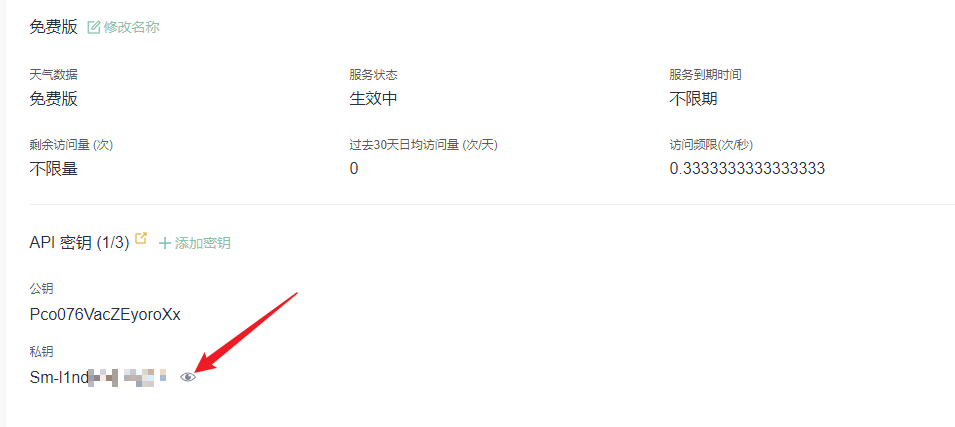 免费版 修改名称
天气数据 服务状态 服务到期时间
免费版 生效中 不限期
剩余访问量 (次) 过去30天日均访问量 (次/天) 访问频限(次/秒)
不限量 0 0.3333333333333333
API 密钥 (1/3) 添加密钥
公钥
Pco076VacZEyoroXx
私钥
Sm-l1nd